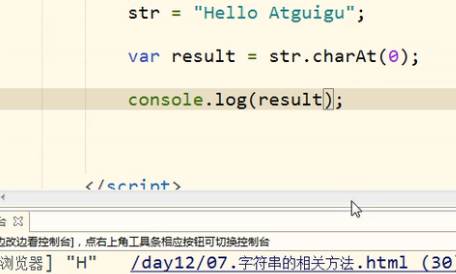 str = "Hello Atguigu";
var result = str.charAt(0);
console.log(result);
</script>
台
边改边看控制台]，点右上角工具条相应按钮可切换控制台
浏览器] "H" /day12/07.字符串的相关方法.html (30)